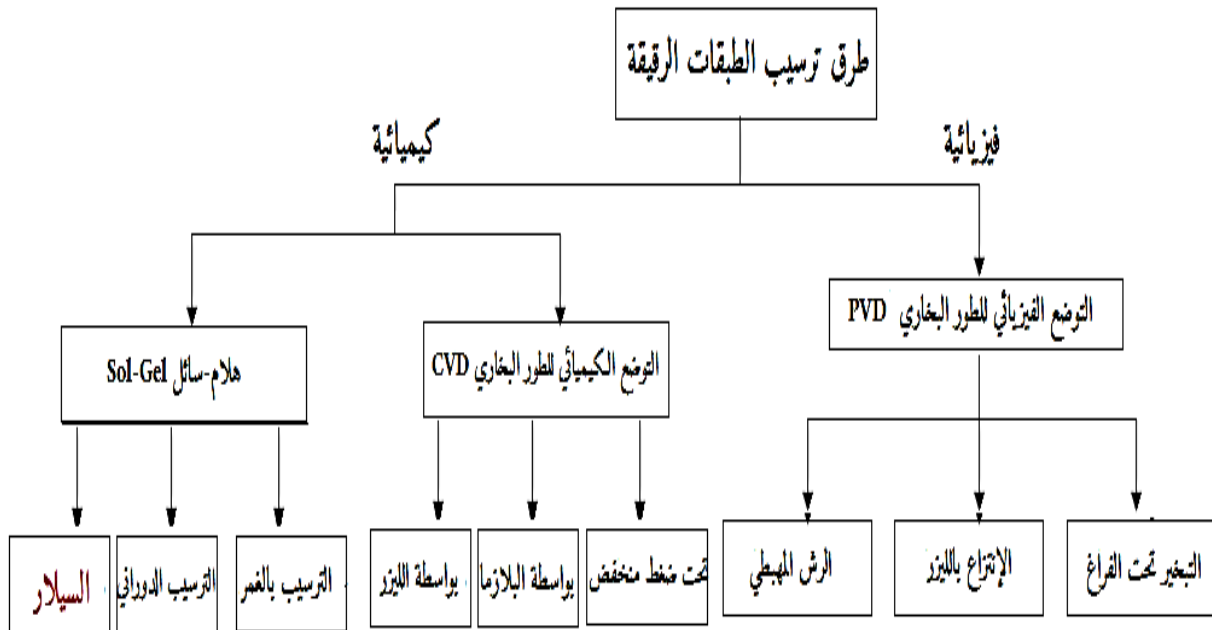 طرق ترسيب الطبقات الرقيقة
فيزيائية
كيميائية
التوضع الفيزيائي للطور البخاري PVD
التوضع الكيميائي للطور البخاري CVD
هلام-سائل Sol-Gel
التبخير تحت الفراغ
الإنتزاع بالليزر
الرش المهبطي
تحت ضغط منخفض
بواسطة البلازما
بواسطة الليزر
الترسيب بالغمر
الترسيب الدوراني
السيلار